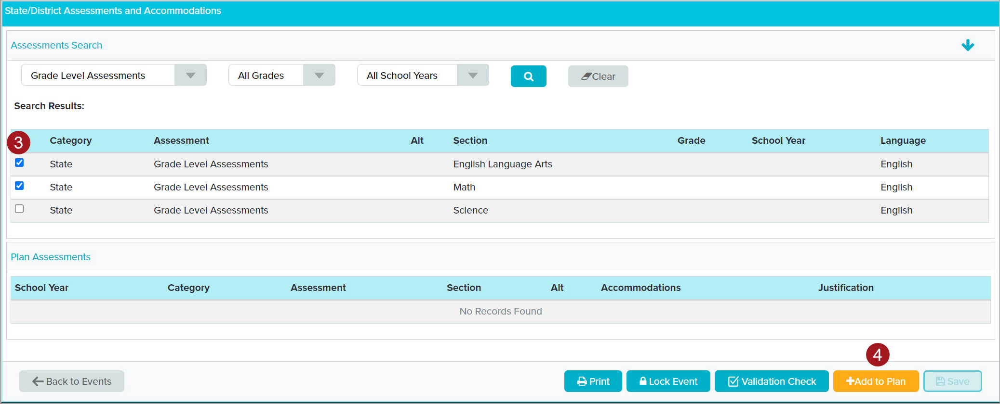 State/District Assessments and Accommodations
Assessments Search
Grade Level Assessments All Grades All School Years Clear
Search Results:
3 Category Assessment Alt Section Grade School Year Language
State Grade Level Assessments English Language Arts English
State Grade Level Assessments Math English
State Grade Level Assessments Science English
Plan Assessments
School Year Category Assessment Section Alt Accommodations Justification
No Records Found
4
Back to Events Print Lock Event Validation Check +Add to Plan Save